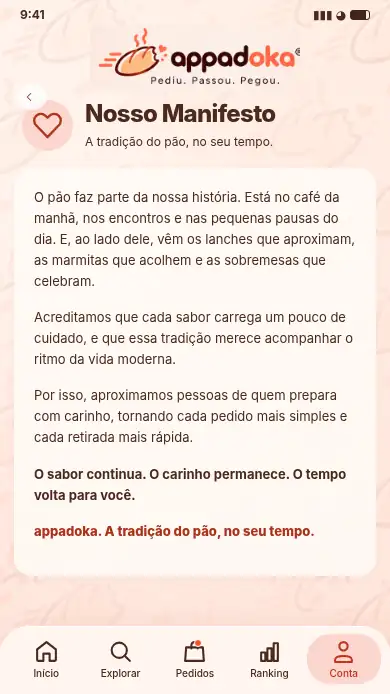 9:41
appadoka®
Pediu. Passou. Pegou.
Nosso Manifesto
A tradição do pão, no seu tempo.
O pão faz parte da nossa história. Está no café da
manhã, nos encontros e nas pequenas pausas do
dia. E, ao lado dele, vêm os lanches que aproximam,
as marmitas que acolhem e as sobremesas que
celebram.
Acreditamos que cada sabor carrega um pouco de
cuidado, e que essa tradição merece acompanhar o
ritmo da vida moderna.
Por isso, aproximamos pessoas de quem prepara
com carinho, tornando cada pedido mais simples e
cada retirada mais rápida.
O sabor continua. O carinho permanece. O tempo
volta para você.
appadoka. A tradição do pão, no seu tempo.
Início
Explorar
Pedidos
Ranking
Conta